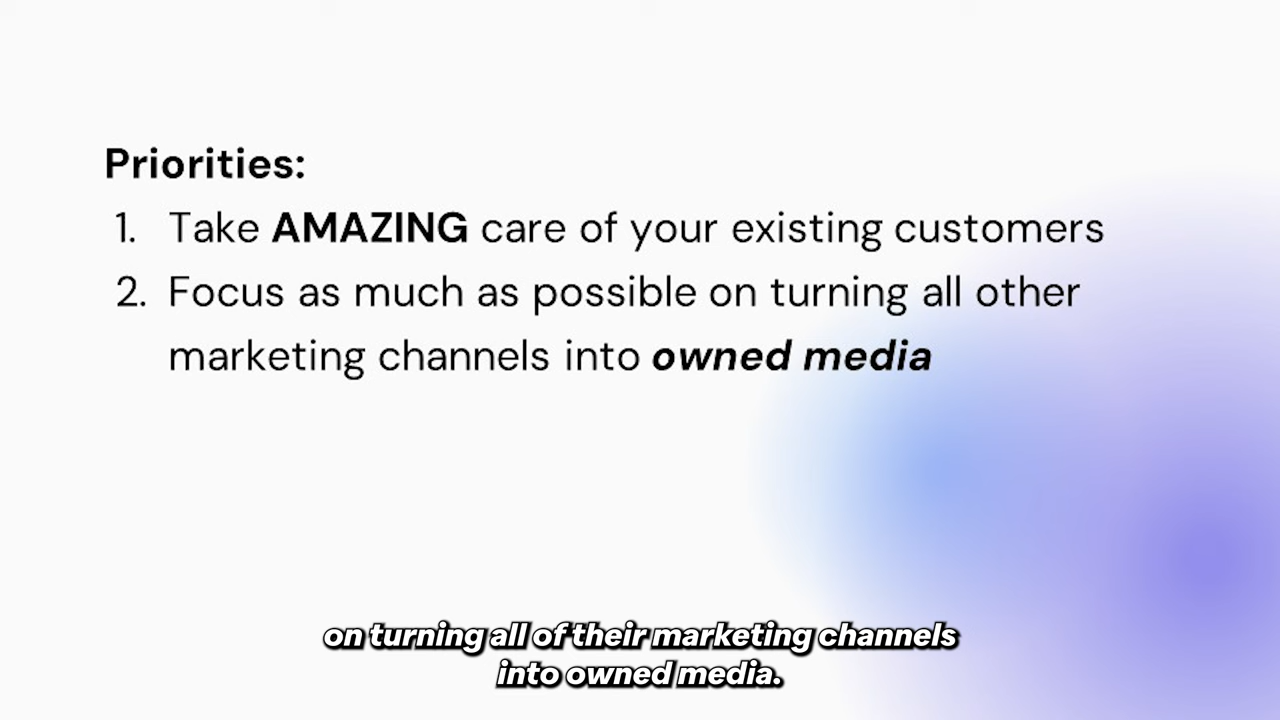 Priorities:
1. Take AMAZING care of your existing customers
2. Focus as much as possible on turning all other
marketing channels into owned media
on turning all of their marketing channels
into owned media.